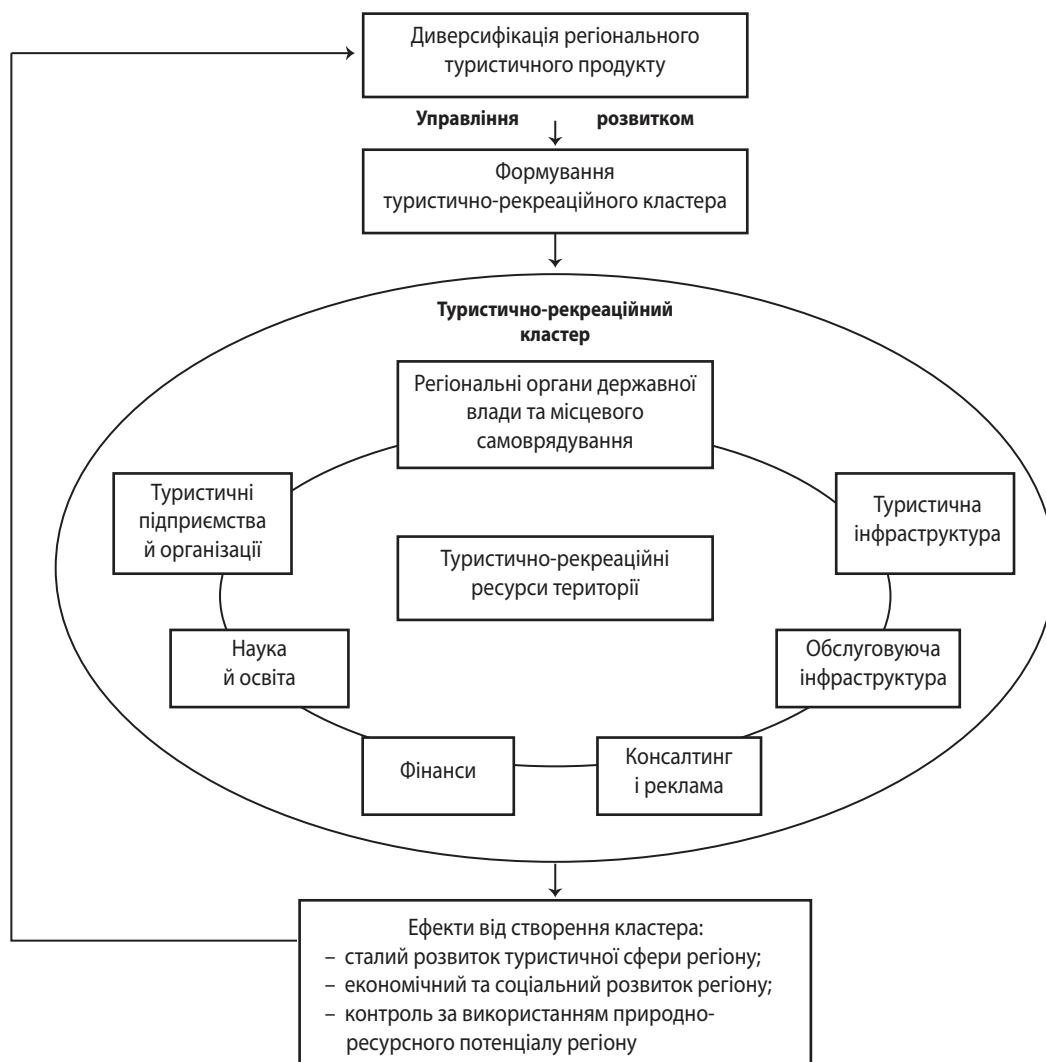 Диверсифікація регіонального
туристичного продукту
Управління розвитком
Формування
туристично-рекреаційного кластера
Туристично-рекреаційний
кластер
Регіональні органи державної
влади та місцевого
самоврядування
Туристичні
підприємства
й організації
Туристична
інфраструктура
Туристично-рекреаційні
ресурси території
Наука
й освіта
Обслуговуюча
інфраструктура
Фінанси
Консалтинг
і реклама
Ефекти від створення кластера:
– сталий розвиток туристичної сфери регіону;
– економічний та соціальний розвиток регіону;
– контроль за використанням природно-
ресурсного потенціалу регіону